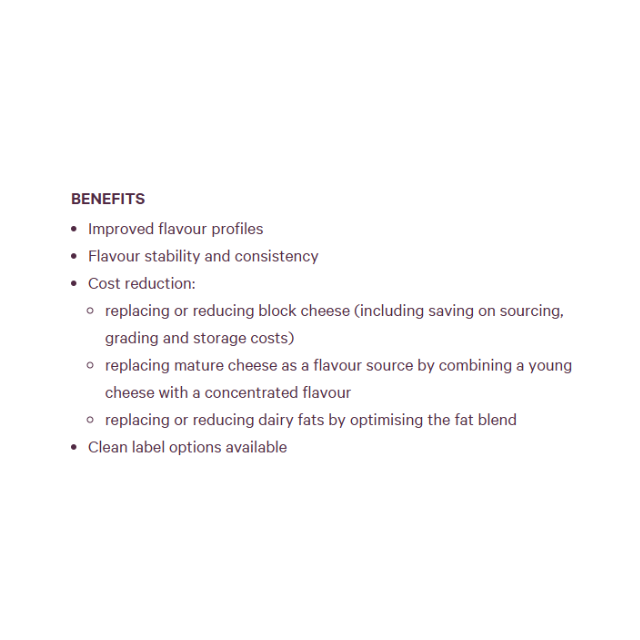 BENEFITS
• Improved flavour profiles
• Flavour stability and consistency
• Cost reduction:
◦ replacing or reducing block cheese (including saving on sourcing,
grading and storage costs)
◦ replacing mature cheese as a flavour source by combining a young
cheese with a concentrated flavour
◦ replacing or reducing dairy fats by optimising the fat blend
• Clean label options available